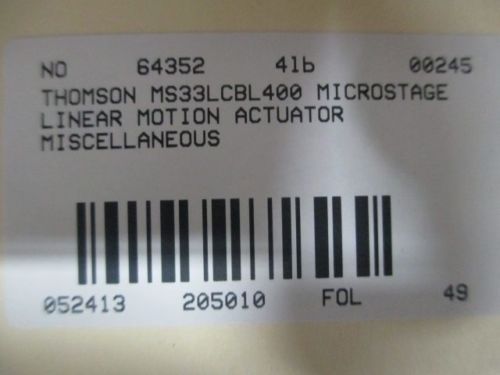 NO 64352 41b 00245
THOMSON MS33LCBL400 MICROSTAGE
LINEAR MOTION ACTUATOR
MISCELLANEOUS
052413 205010 FOL 49